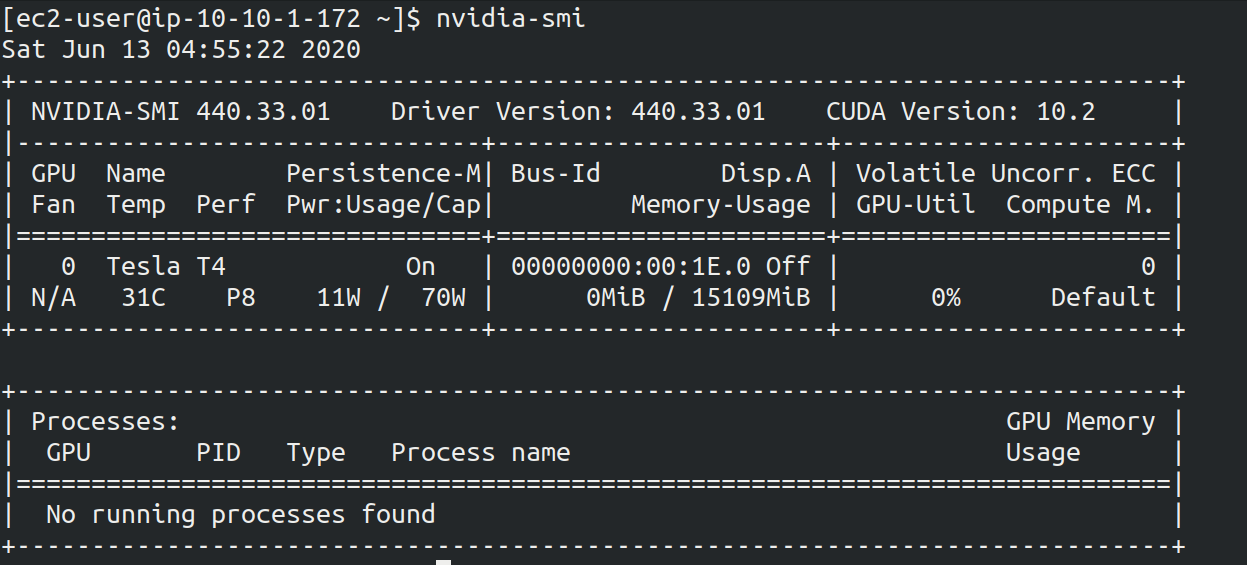 [ec2-user@ip-10-10-1-172 ~]$ nvidia-smi
Sat Jun 13 04:55:22 2020
+-----------------------------------------------------------------------------+
| NVIDIA-SMI 440.33.01    Driver Version: 440.33.01    CUDA Version: 10.2     |
|-------------------------------+----------------------+----------------------+
| GPU  Name        Persistence-M| Bus-Id        Disp.A | Volatile Uncorr. ECC |
| Fan  Temp  Perf  Pwr:Usage/Cap|         Memory-Usage | GPU-Util  Compute M. |
|===============================+======================+======================|
|   0  Tesla T4            On   | 00000000:00:1E.0 Off |                    0 |
| N/A   31C    P8    11W /  70W |      0MiB / 15109MiB |      0%      Default |
+-------------------------------+----------------------+----------------------+

+-----------------------------------------------------------------------------+
| Processes:                                                       GPU Memory |
|  GPU       PID   Type   Process name                             Usage      |
|=============================================================================|
|  No running processes found                                                 |
+-----------------------------------------------------------------------------+